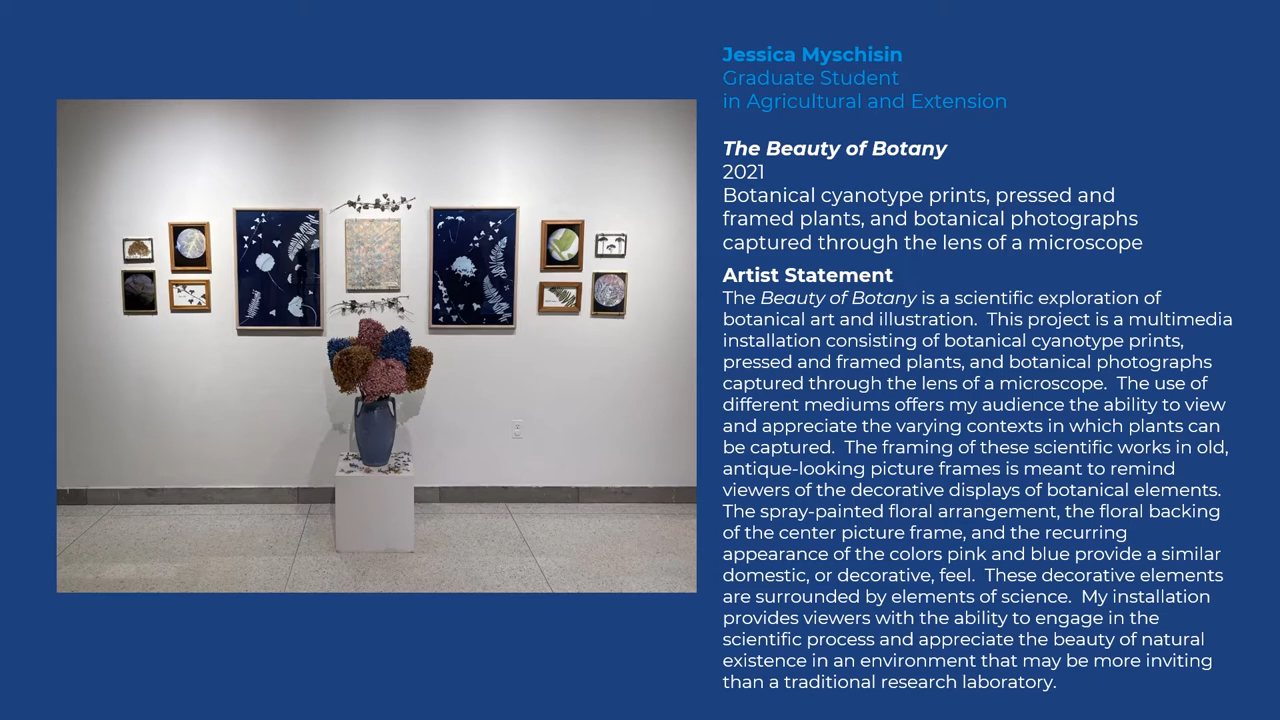 Jessica Myschisin
Graduate Student
in Agricultural and Extension
The Beauty of Botany
2021
Botanical cyanotype prints, pressed and
framed plants, and botanical photographs
captured through the lens of a microscope
Artist Statement
The Beauty of Botany is a scientific exploration of
botanical art and illustration.  This project is a multimedia
installation consisting of botanical cyanotype prints,
pressed and framed plants, and botanical photographs
captured through the lens of a microscope.  The use of
different mediums offers my audience the ability to view
and appreciate the varying contexts in which plants can
be captured.  The framing of these scientific works in old,
antique-looking picture frames is meant to remind
viewers of the decorative displays of botanical elements.
The spray-painted floral arrangement, the floral backing
of the center picture frame, and the recurring
appearance of the colors pink and blue provide a similar
domestic, or decorative, feel.  These decorative elements
are surrounded by elements of science.  My installation
provides viewers with the ability to engage in the
scientific process and appreciate the beauty of natural
existence in an environment that may be more inviting
than a traditional research laboratory.